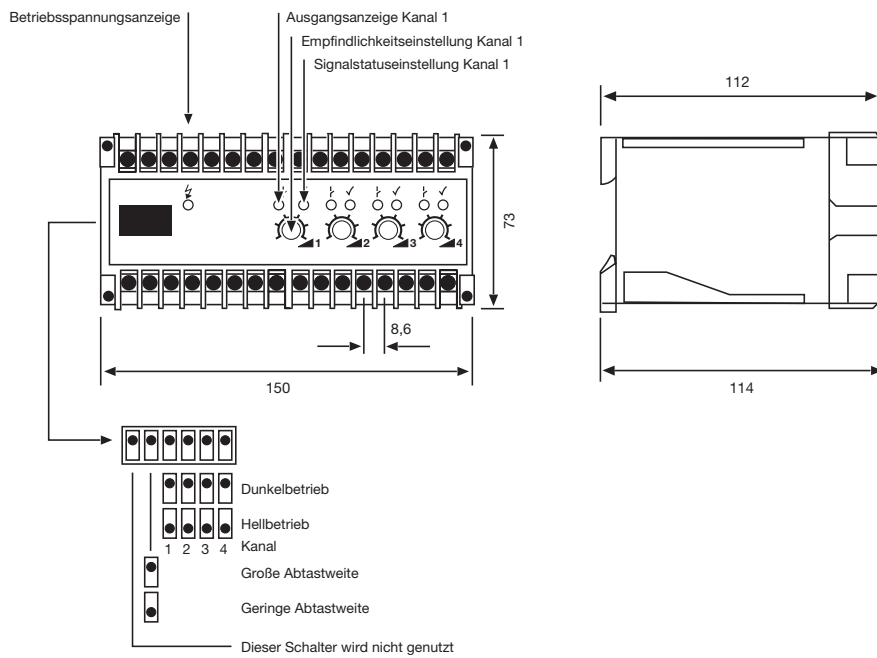 Betriebsspannungsanzeige
Ausgangsanzeige Kanal 1
Empfindlichkeitseinstellung Kanal 1
Signalstatuseinstellung Kanal 1
112
73
1 2 3 4
8,6
150
114
Dunkelbetrieb
Hellbetrieb
1 2 3 4 Kanal
Große Abtastweite
Geringe Abtastweite
Dieser Schalter wird nicht genutzt